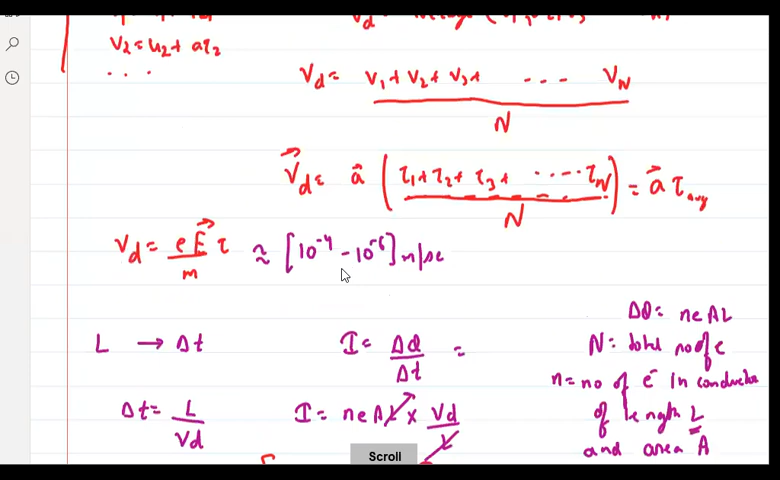 V2 = u2 + aτ2
. . . .
Vd = V1 + V2 + V3 + ... VN
N
V⃗d = a⃗ ( τ1 + τ2 + τ3 + ..... τN ) = a⃗ τavg
N
Vd = eE⃗ τ ≈ [10⁻⁴ - 10⁻⁶] m/sec
m
L → Δt
I = ΔQ =
Δt
Δt = L
Vd
I = neAL × Vd
L
ΔQ = neAL
N = total no of e
n = no of e⁻ in conductor
of length L
and area A
Scroll